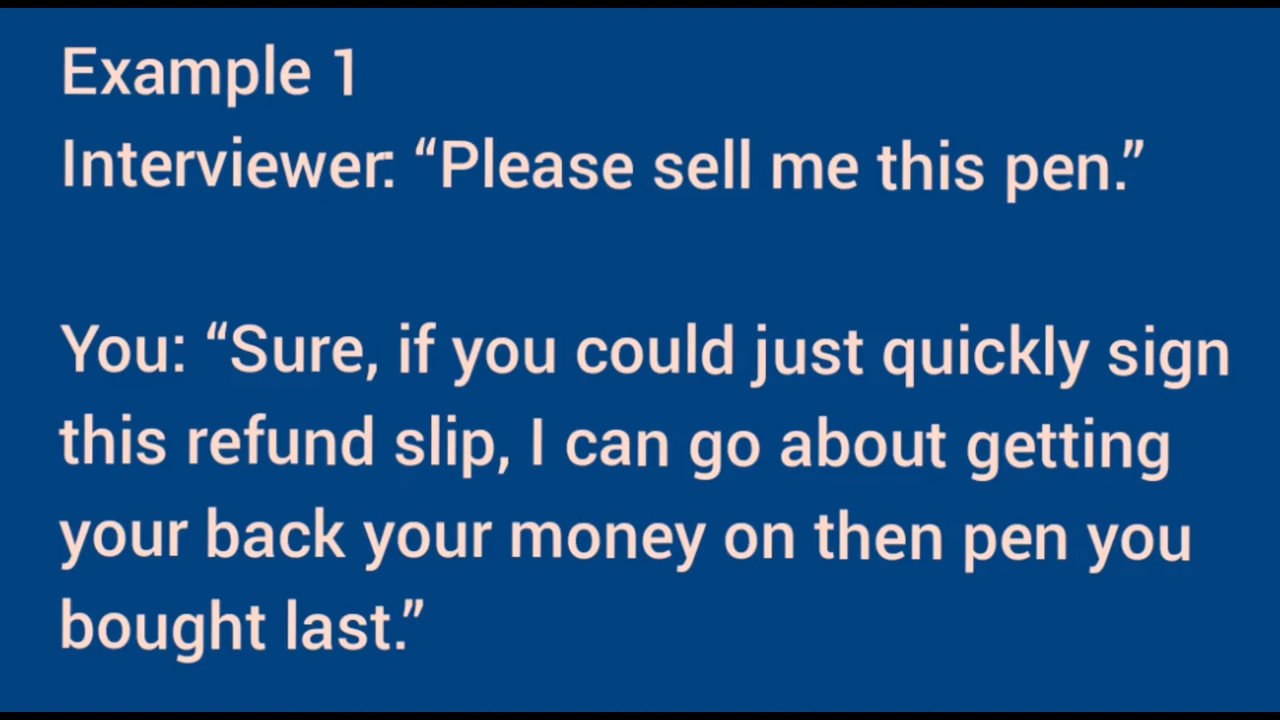 Example 1
Interviewer: “Please sell me this pen.”
You: “Sure, if you could just quickly sign
this refund slip, I can go about getting
your back your money on then pen you
bought last.”